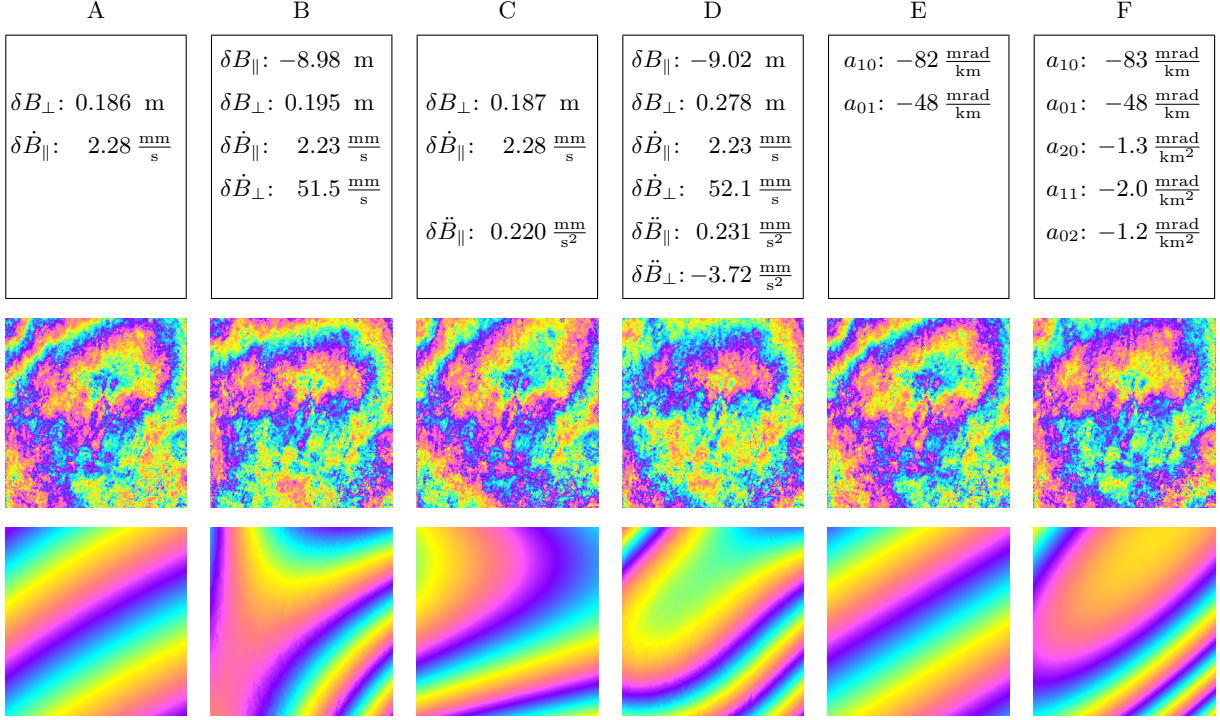 A B C D E F
δB⊥: 0.186 m
δḂ∥: 2.28 mm/s
δB∥: −8.98 m
δB⊥: 0.195 m
δḂ∥: 2.23 mm/s
δḂ⊥: 51.5 mm/s
δB⊥: 0.187 m
δḂ∥: 2.28 mm/s
δB̈∥: 0.220 mm/s²
δB∥: −9.02 m
δB⊥: 0.278 m
δḂ∥: 2.23 mm/s
δḂ⊥: 52.1 mm/s
δB̈∥: 0.231 mm/s²
δB̈⊥: −3.72 mm/s²
a₁₀: −82 mrad/km
a₀₁: −48 mrad/km
a₁₀: −83 mrad/km
a₀₁: −48 mrad/km
a₂₀: −1.3 mrad/km²
a₁₁: −2.0 mrad/km²
a₀₂: −1.2 mrad/km²